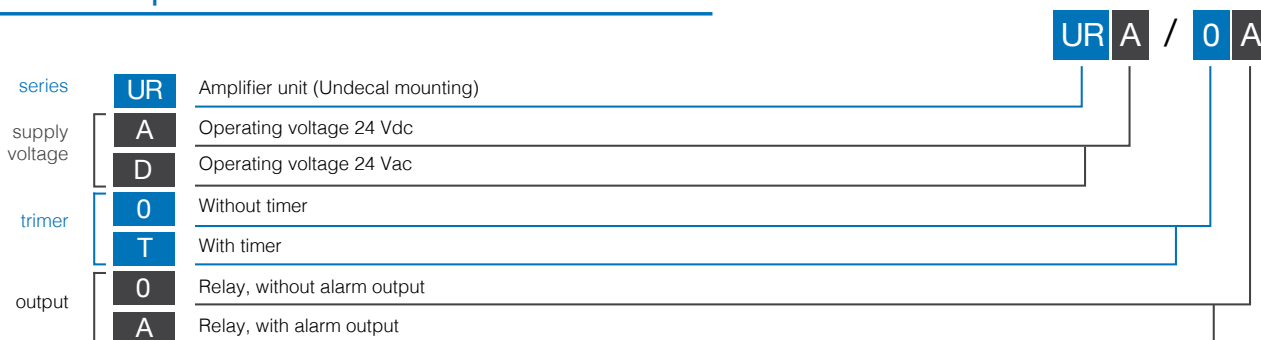 UR A / 0 A
series UR Amplifier unit (Undecal mounting)
supply voltage
A Operating voltage 24 Vdc
D Operating voltage 24 Vac
trimer
0 Without timer
T With timer
output
0 Relay, without alarm output
A Relay, with alarm output